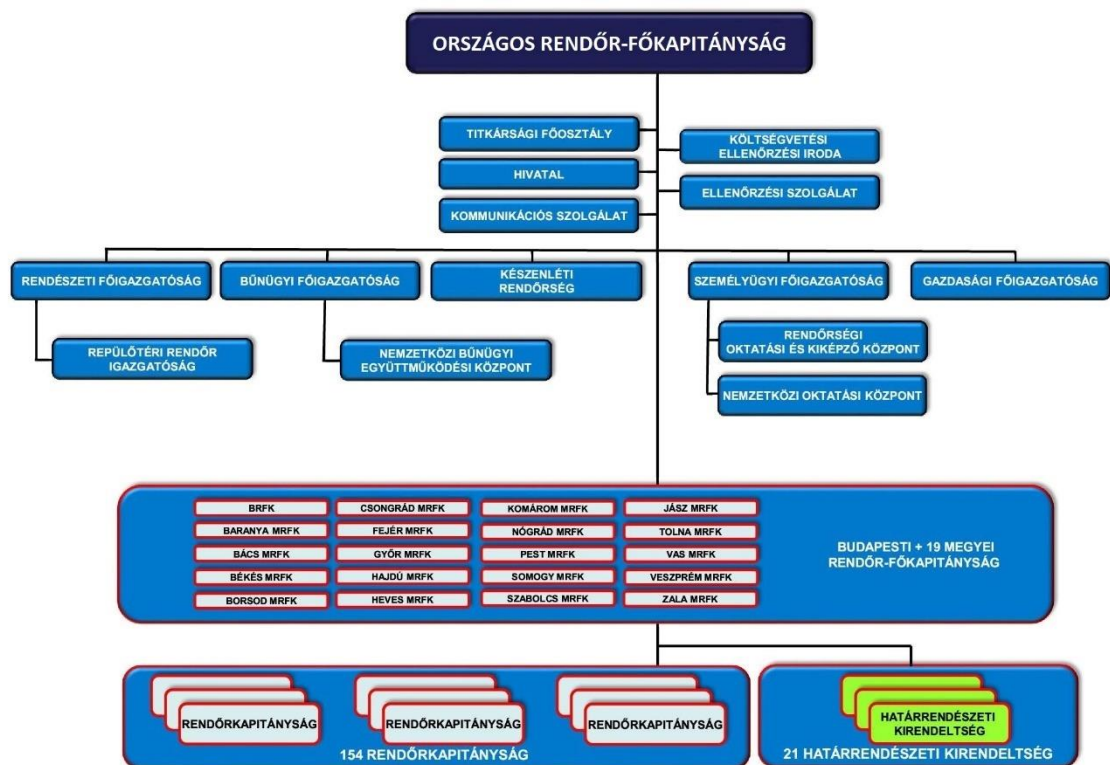 ORSZÁGOS RENDŐR-FŐKAPITÁNYSÁG
TITKÁRSÁGI FŐOSZTÁLY
KÖLTSÉGVETÉSI
ELLENŐRZÉSI IRODA
HIVATAL
ELLENŐRZÉSI SZOLGÁLAT
KOMMUNIKÁCIÓS SZOLGÁLAT
RENDÉSZETI FŐIGAZGATÓSÁG
BŰNÜGYI FŐIGAZGATÓSÁG
KÉSZENLÉTI
RENDŐRSÉG
SZEMÉLYÜGYI FŐIGAZGATÓSÁG
GAZDASÁGI FŐIGAZGATÓSÁG
REPÜLŐTÉRI RENDŐR
IGAZGATÓSÁG
NEMZETKÖZI BŰNÜGYI
EGYÜTTMŰKÖDÉSI KÖZPONT
RENDŐRSÉGI
OKTATÁSI ÉS KIKÉPZŐ KÖZPONT
NEMZETKÖZI OKTATÁSI KÖZPONT
BRFK
BARANYA MRFK
BÁCS MRFK
BÉKÉS MRFK
BORSOD MRFK
CSONGRÁD MRFK
FEJÉR MRFK
GYŐR MRFK
HAJDÚ MRFK
HEVES MRFK
KOMÁROM MRFK
NÓGRÁD MRFK
PEST MRFK
SOMOGY MRFK
SZABOLCS MRFK
JÁSZ MRFK
TOLNA MRFK
VAS MRFK
VESZPRÉM MRFK
ZALA MRFK
BUDAPESTI + 19 MEGYEI
RENDŐR-FŐKAPITÁNYSÁG
RENDŐRKAPITÁNYSÁG
RENDŐRKAPITÁNYSÁG
RENDŐRKAPITÁNYSÁG
154 RENDŐRKAPITÁNYSÁG
HATÁRRENDÉSZETI
KIRENDELTSÉG
21 HATÁRRENDÉSZETI KIRENDELTSÉG